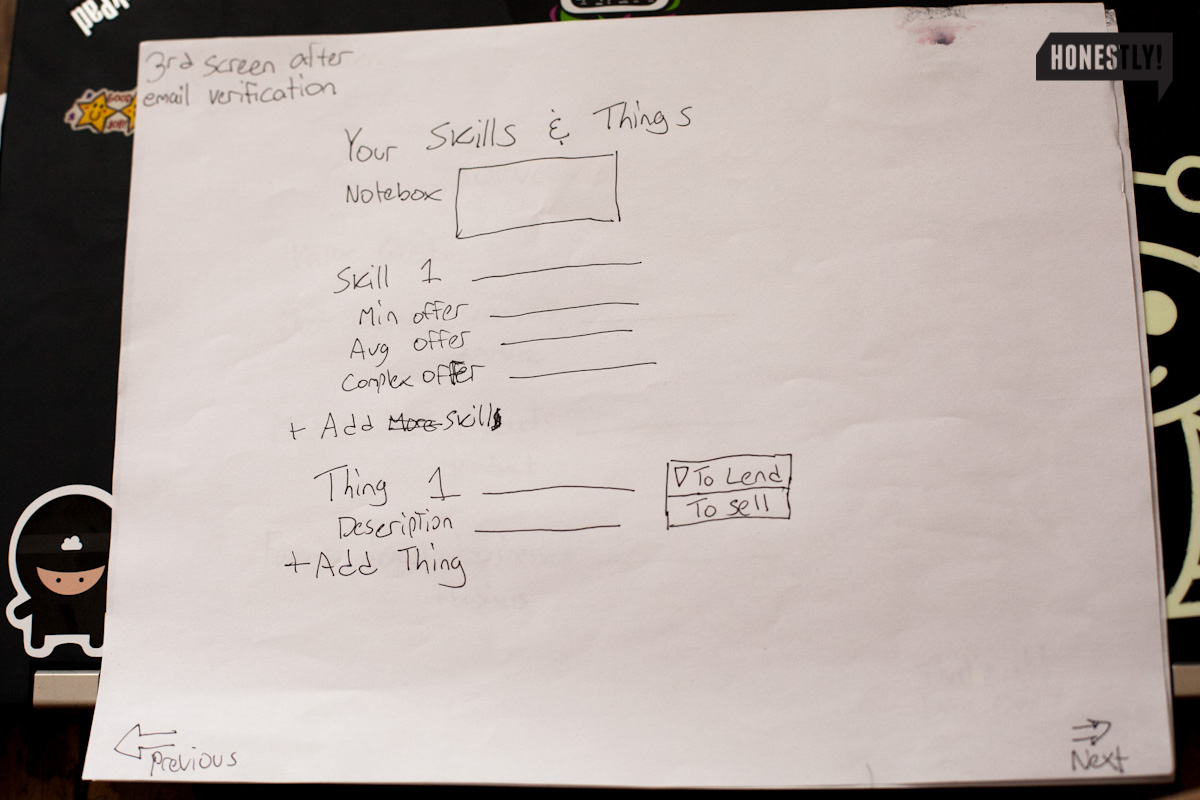 kPad
HONESTLY!
3rd screen after
email verification
Your Skills & Things
Notebox
Skill 1
Min offer
Avg offer
Complex offer
+ Add More skills
Thing 1
▽ To Lend
To sell
Description
+ Add Thing
Previous
Next